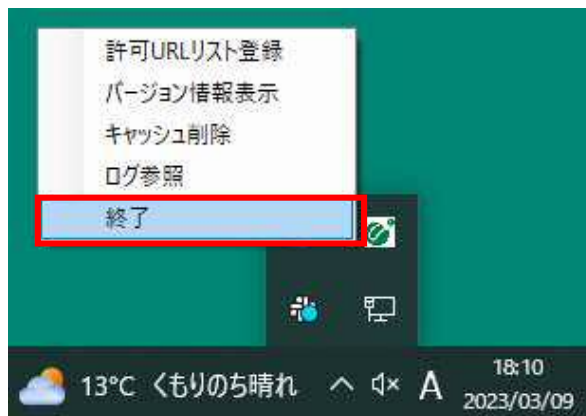 許可URLリスト登録
バージョン情報表示
キャッシュ削除
ログ参照
終了
13°C くもりのち晴れ
A
18:10
2023/03/09